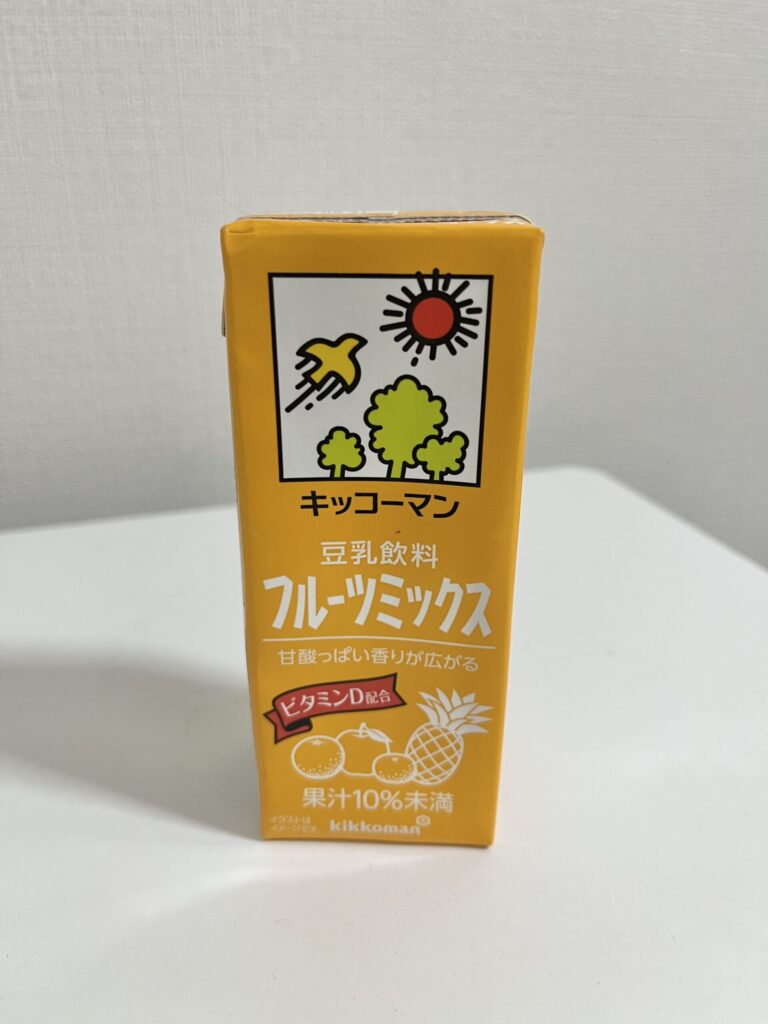 キッコーマン
豆乳飲料
フルーツミックス
甘酸っぱい香りが広がる
ビタミンD配合
果汁10%未満
イラストは
イメージです。
kikkoman